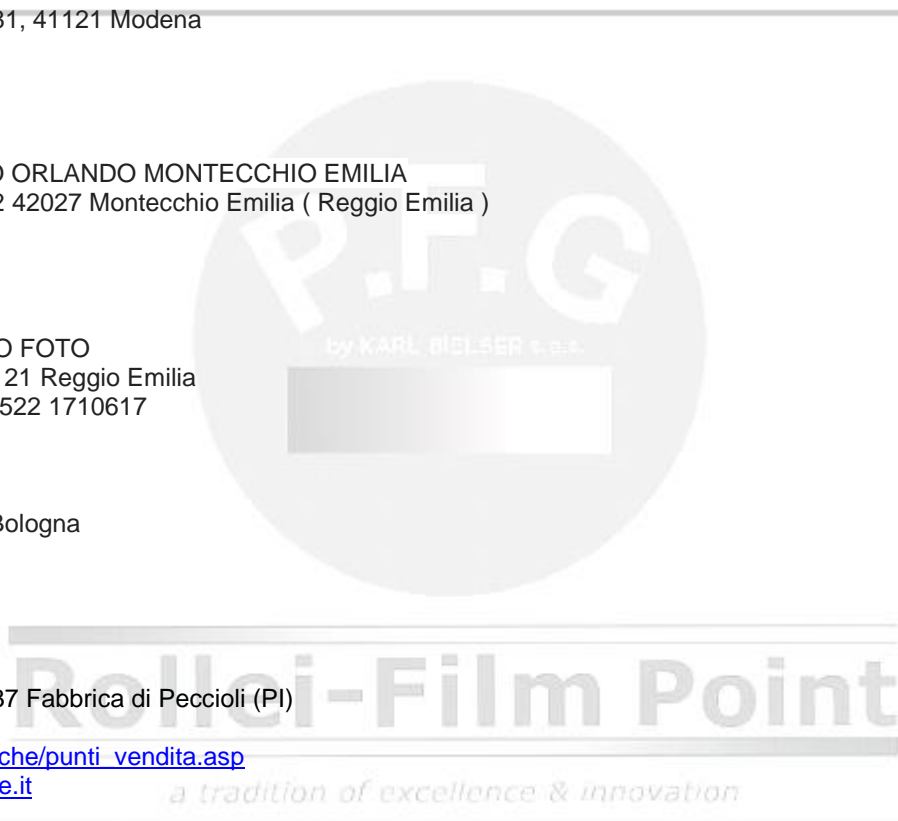 31, 41121 Modena
O ORLANDO MONTECCHIO EMILIA
2 42027 Montecchio Emilia ( Reggio Emilia )
P.F.G
by KARL BIELSER s.a.s.
O FOTO
121 Reggio Emilia
522 1710617
Bologna
Rollei-Film Point
37 Fabbrica di Peccioli (PI)
che/punti_vendita.asp
e.it
a tradition of excellence & innovation